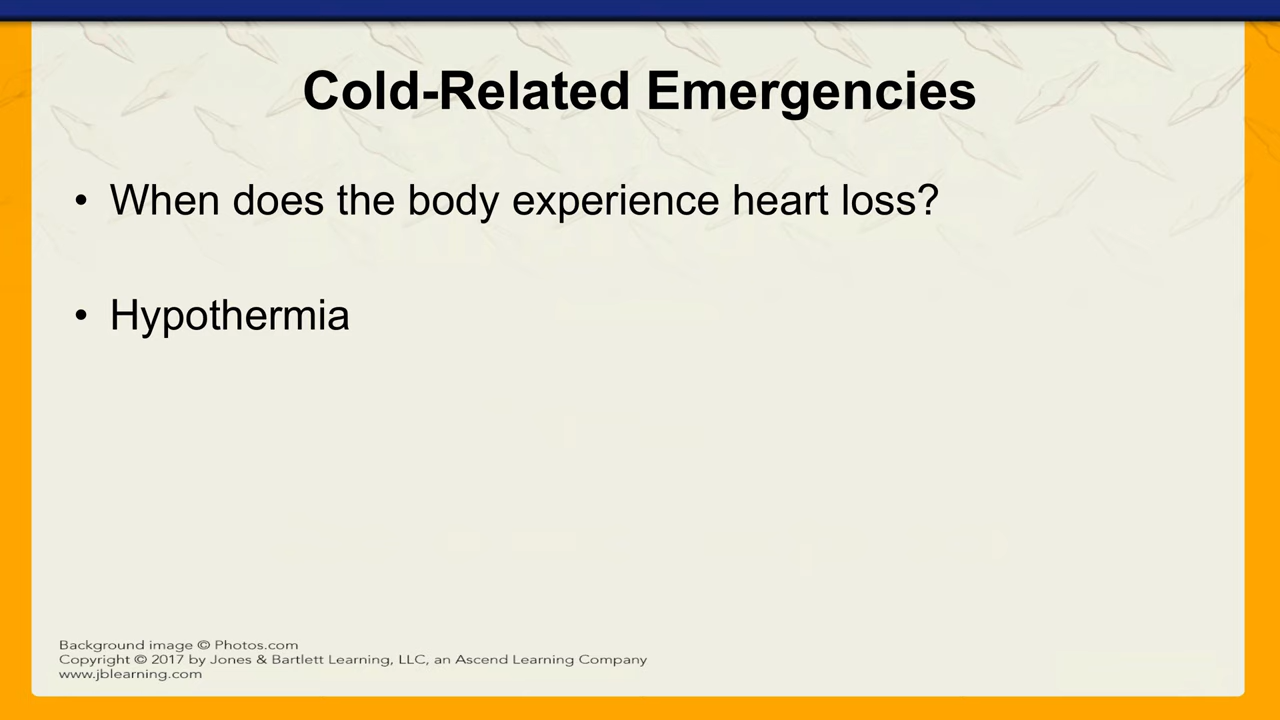 Cold-Related Emergencies
• When does the body experience heart loss?
• Hypothermia
Background image © Photos.com
Copyright © 2017 by Jones & Bartlett Learning, LLC, an Ascend Learning Company
www.jblearning.com